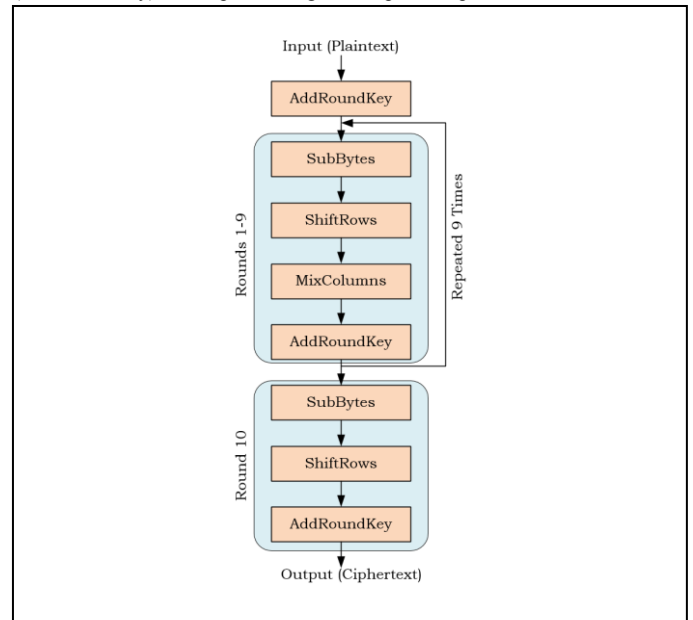 Input (Plaintext)
AddRoundKey
SubBytes
ShiftRows
MixColumns
AddRoundKey
Rounds 1-9
Repeated 9 Times
SubBytes
ShiftRows
AddRoundKey
Round 10
Output (Ciphertext)